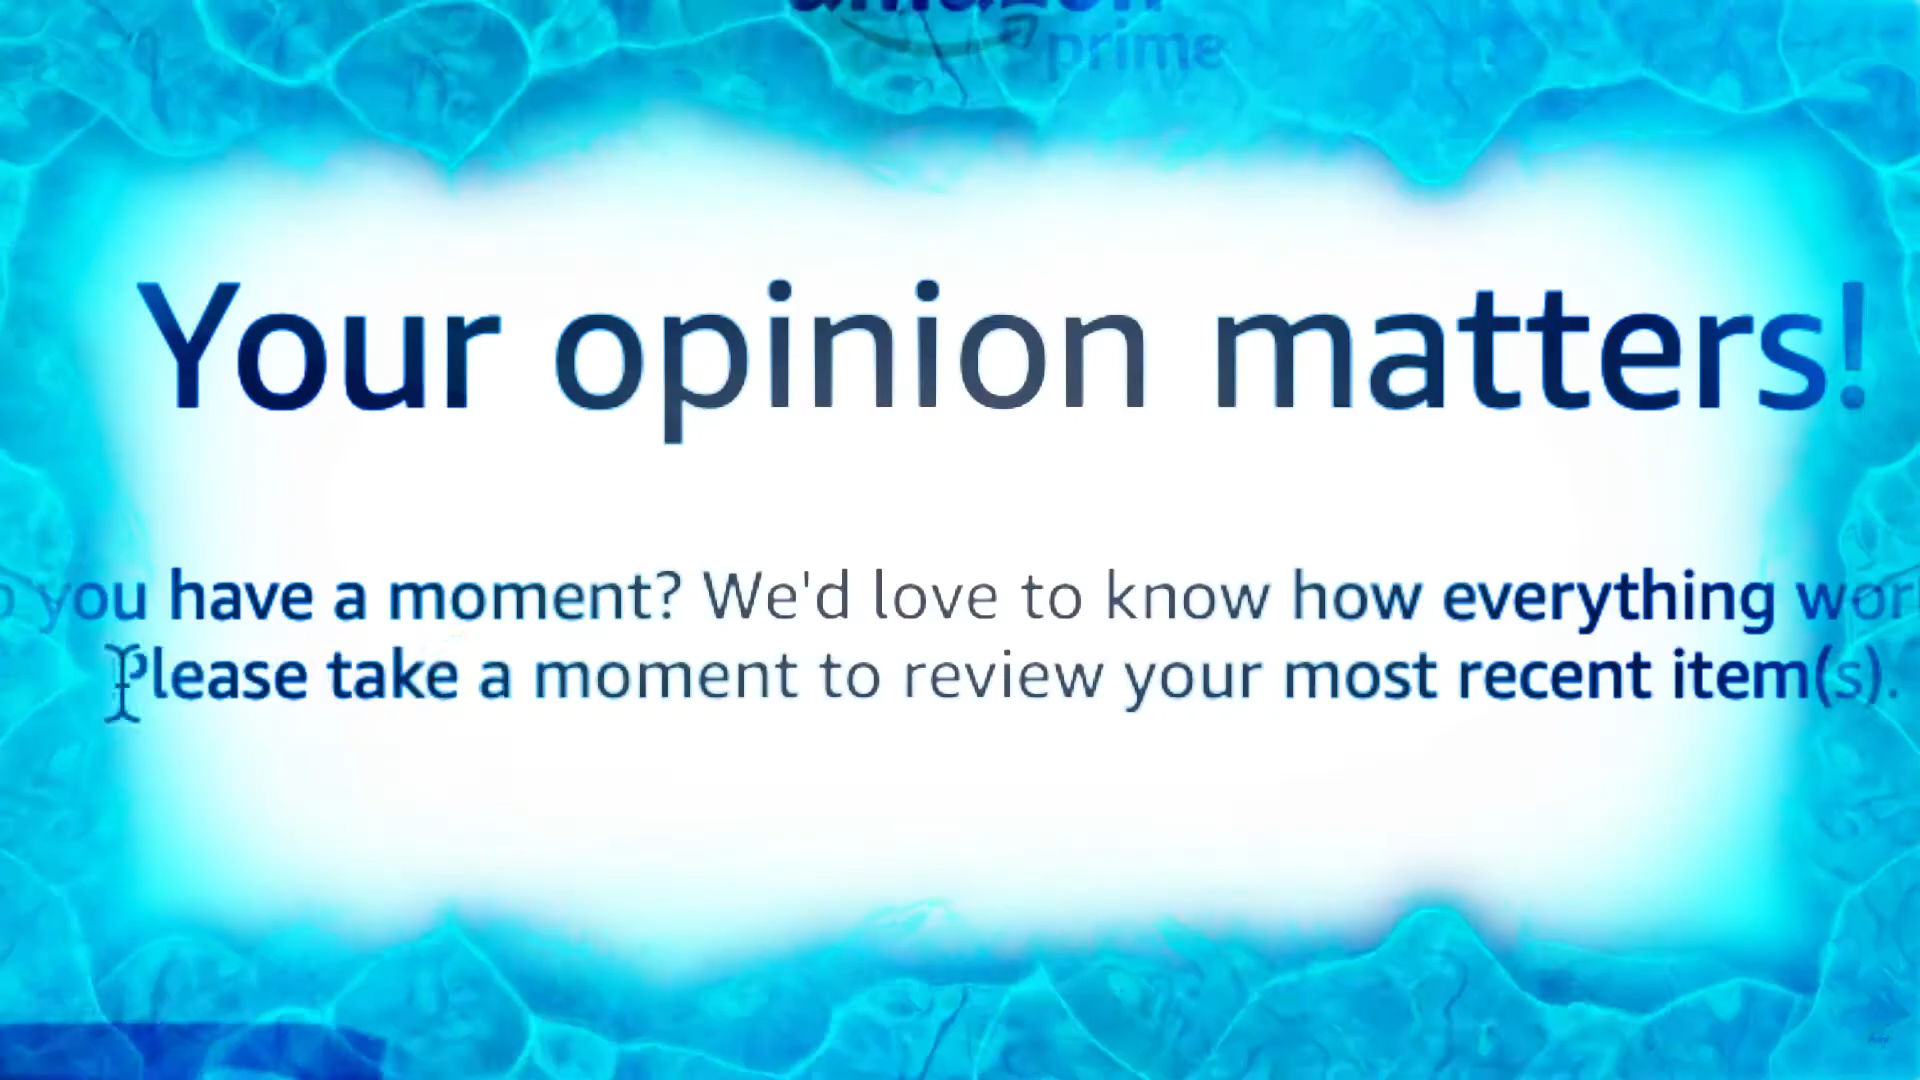 amazon
prime
Your opinion matters!
you have a moment? We'd love to know how everything
Please take a moment to review your most recent item(s).